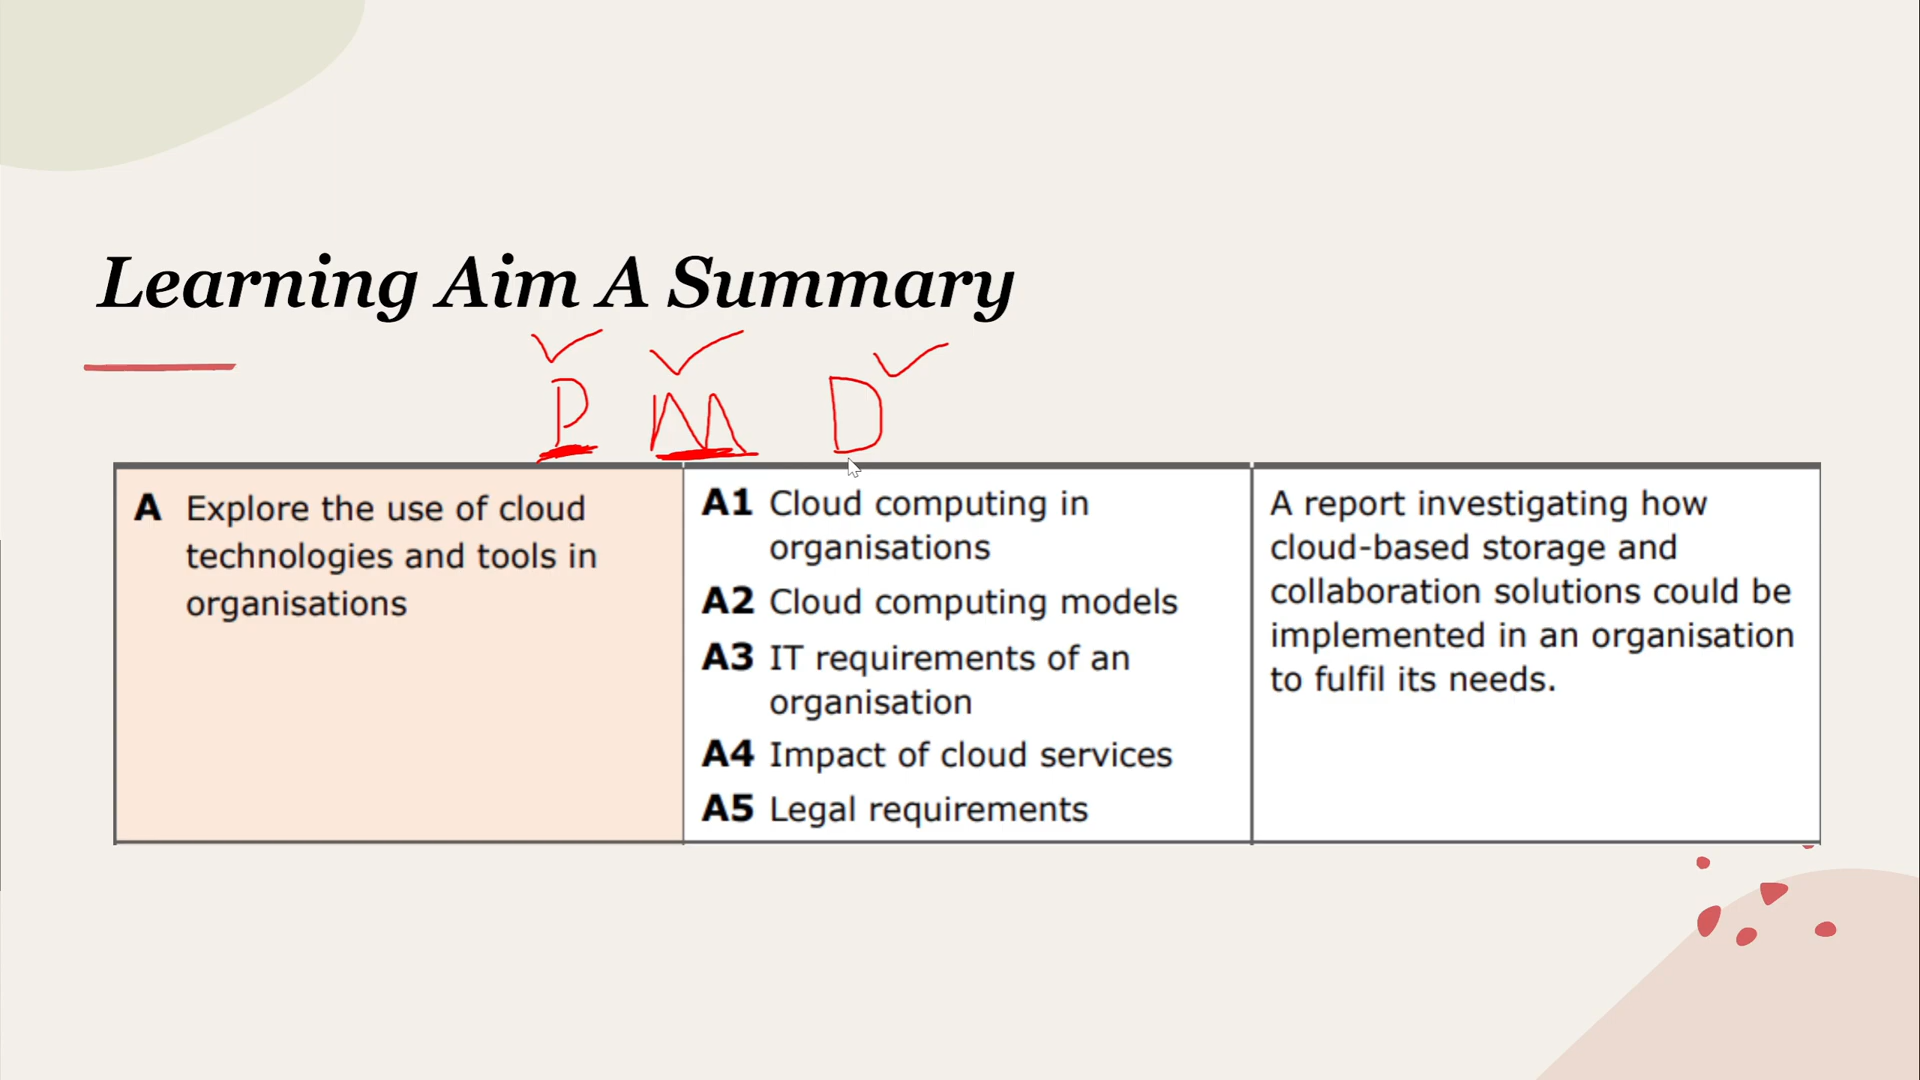 Learning Aim A Summary
P M D
A Explore the use of cloud
technologies and tools in
organisations
A1 Cloud computing in
organisations
A2 Cloud computing models
A3 IT requirements of an
organisation
A4 Impact of cloud services
A5 Legal requirements
A report investigating how
cloud-based storage and
collaboration solutions could be
implemented in an organisation
to fulfil its needs.